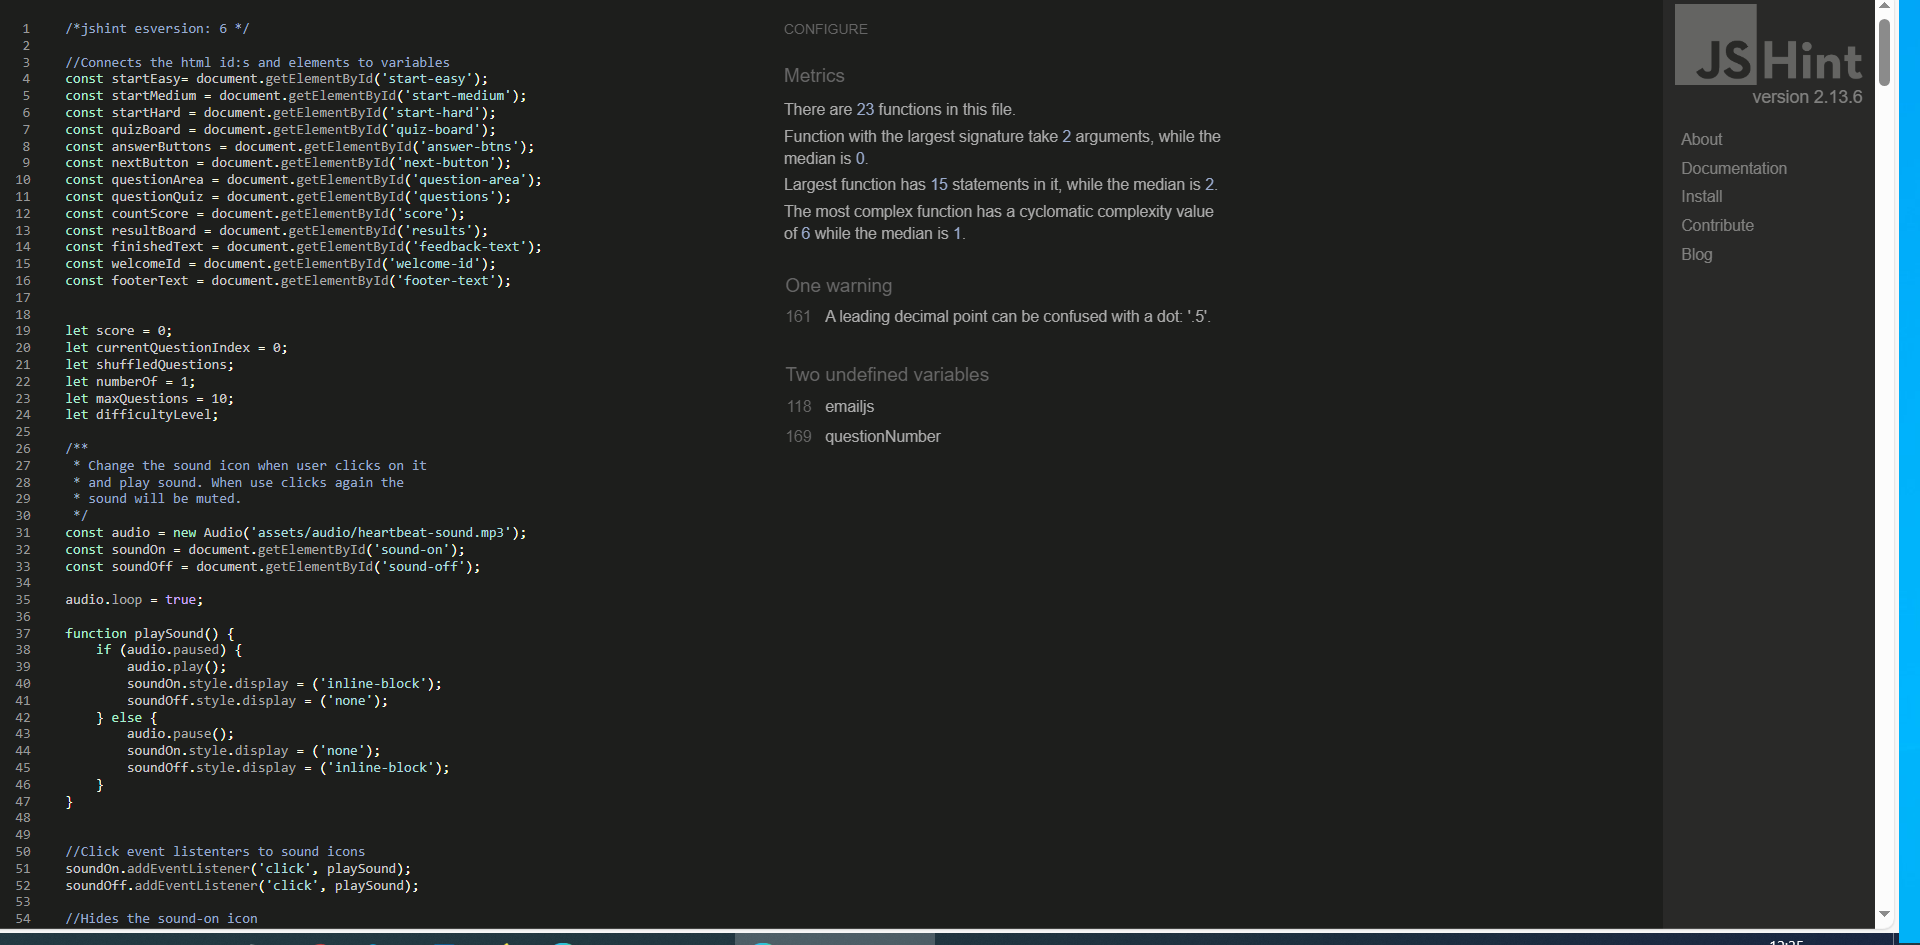 1 /*jshint esversion: 6 */
2
3 //Connects the html id:s and elements to variables
4 const startEasy= document.getElementById('start-easy');
5 const startMedium = document.getElementById('start-medium');
6 const startHard = document.getElementById('start-hard');
7 const quizBoard = document.getElementById('quiz-board');
8 const answerButtons = document.getElementById('answer-btns');
9 const nextButton = document.getElementById('next-button');
10 const questionArea = document.getElementById('question-area');
11 const questionQuiz = document.getElementById('questions');
12 const countScore = document.getElementById('score');
13 const resultBoard = document.getElementById('results');
14 const finishedText = document.getElementById('feedback-text');
15 const welcomeId = document.getElementById('welcome-id');
16 const footerText = document.getElementById('footer-text');
17
18
19 let score = 0;
20 let currentQuestionIndex = 0;
21 let shuffledQuestions;
22 let numberOf = 1;
23 let maxQuestions = 10;
24 let difficultyLevel;
25
26 /**
27 * Change the sound icon when user clicks on it
28 * and play sound. When use clicks again the
29 * sound will be muted.
30 */
31 const audio = new Audio('assets/audio/heartbeat-sound.mp3');
32 const soundOn = document.getElementById('sound-on');
33 const soundOff = document.getElementById('sound-off');
34
35 audio.loop = true;
36
37 function playSound() {
38 if (audio.paused) {
39 audio.play();
40 soundOn.style.display = ('inline-block');
41 soundOff.style.display = ('none');
42 } else {
43 audio.pause();
44 soundOn.style.display = ('none');
45 soundOff.style.display = ('inline-block');
46 }
47 }
48
49
50 //Click event listenters to sound icons
51 soundOn.addEventListener('click', playSound);
52 soundOff.addEventListener('click', playSound);
53
54 //Hides the sound-on icon
CONFIGURE
Metrics
There are 23 functions in this file.
Function with the largest signature take 2 arguments, while the
median is 0.
Largest function has 15 statements in it, while the median is 2.
The most complex function has a cyclomatic complexity value
of 6 while the median is 1.
One warning
161 A leading decimal point can be confused with a dot: '.5'.
Two undefined variables
118 emailjs
169 questionNumber
JSHint
version 2.13.6
About
Documentation
Install
Contribute
Blog